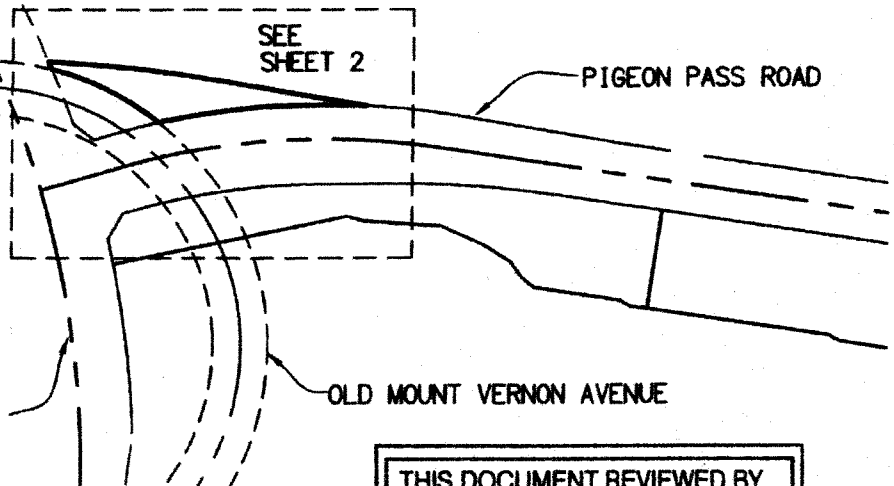 SEE
SHEET 2
PIGEON PASS ROAD
OLD MOUNT VERNON AVENUE
THIS DOCUMENT REVIEWED BY